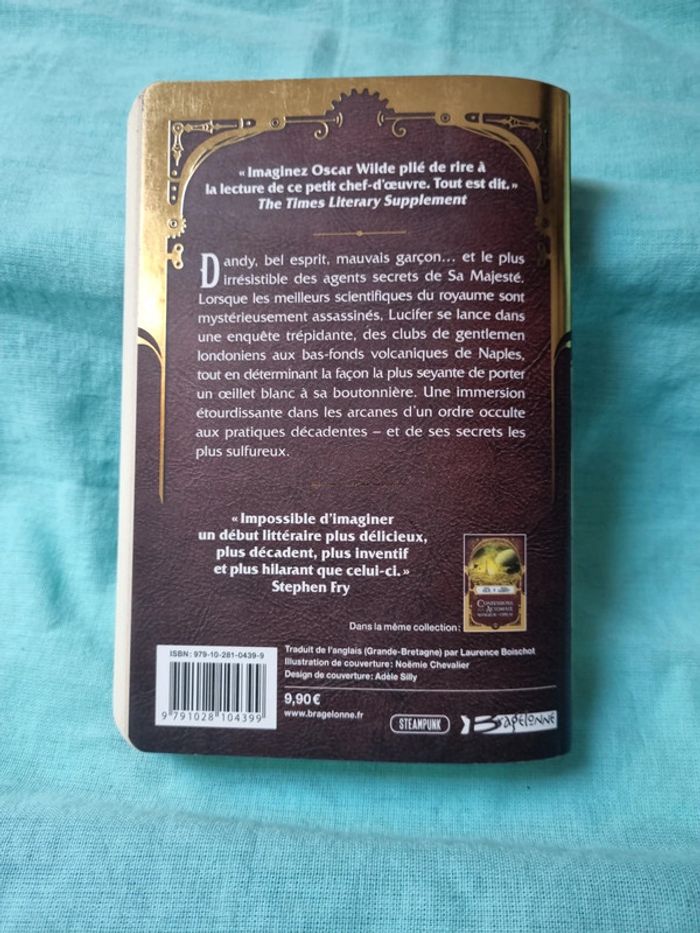 « Imaginez Oscar Wilde plié de rire à
la lecture de ce petit chef-d'œuvre. Tout est dit. »
The Times Literary Supplement
Dandy, bel esprit, mauvais garçon… et le plus
irrésistible des agents secrets de Sa Majesté.
Lorsque les meilleurs scientifiques du royaume sont
mystérieusement assassinés, Lucifer se lance dans
une enquête trépidante, des clubs de gentlemen
londoniens aux bas-fonds volcaniques de Naples,
tout en déterminant la façon la plus seyante de porter
un œillet blanc à sa boutonnière. Une immersion
étourdissante dans les arcanes d'un ordre occulte
aux pratiques décadentes – et de ses secrets les
plus sulfureux.
« Impossible d'imaginer
un début littéraire plus délicieux,
plus décadent, plus inventif
et plus hilarant que celui-ci. »
Stephen Fry
Confessions
Automate
Dans la même collection :
ISBN : 979-10-281-0439-9
9 791028 104399
Traduit de l'anglais (Grande-Bretagne) par Laurence Boischot
Illustration de couverture : Noëmie Chevalier
Design de couverture : Adèle Silly
9,90 €
www.bragelonne.fr
STEAMPUNK
Bragelonne